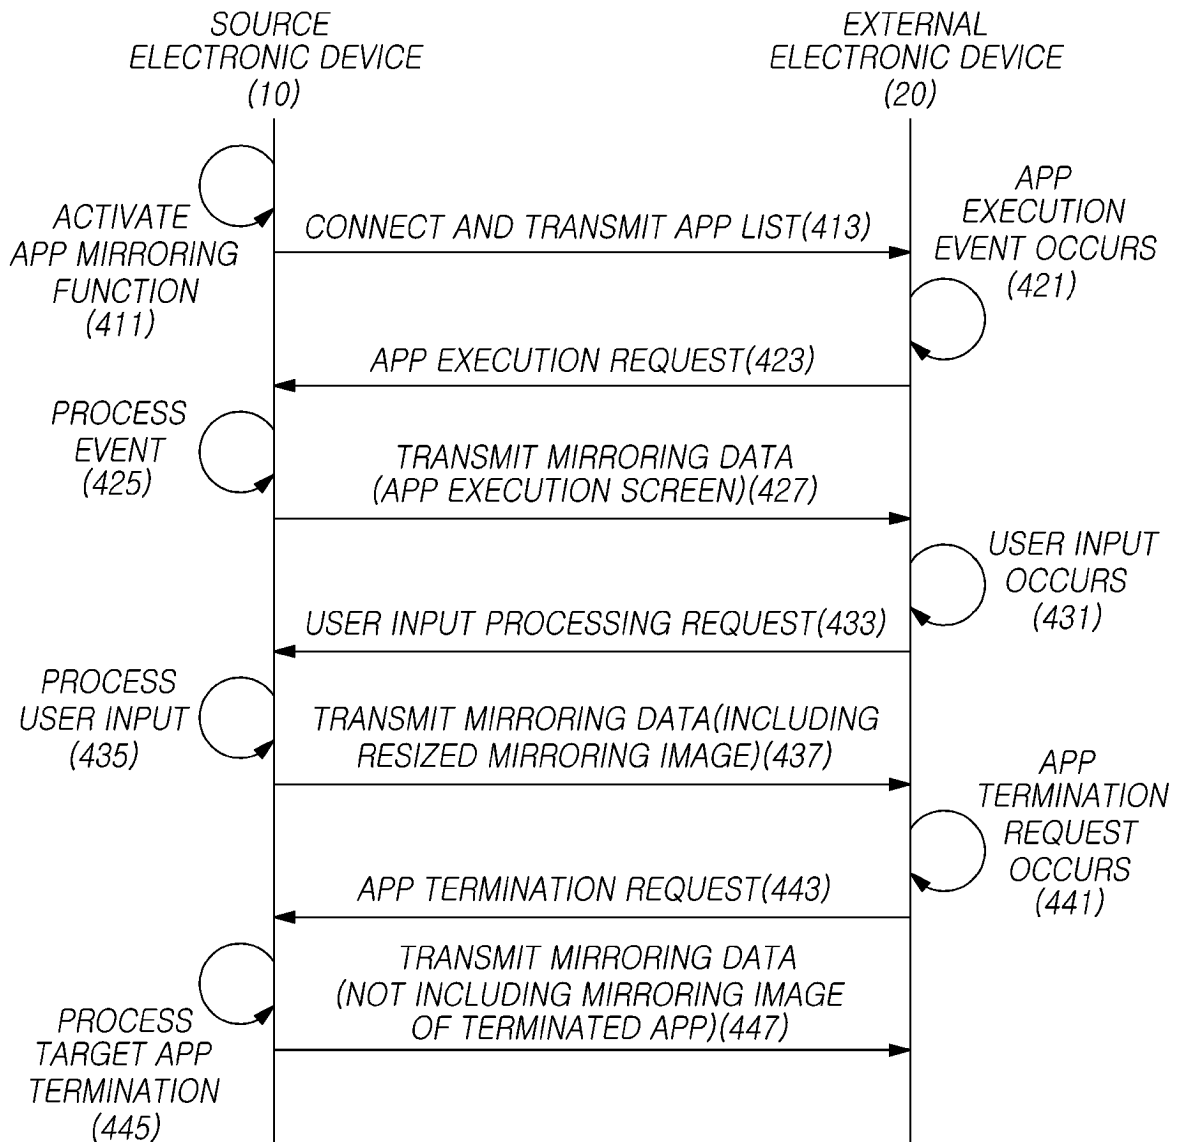 SOURCE
ELECTRONIC DEVICE
(10)
EXTERNAL
ELECTRONIC DEVICE
(20)
ACTIVATE
APP MIRRORING
FUNCTION
(411)
CONNECT AND TRANSMIT APP LIST(413)
APP
EXECUTION
EVENT OCCURS
(421)
APP EXECUTION REQUEST(423)
PROCESS
EVENT
(425)
TRANSMIT MIRRORING DATA
(APP EXECUTION SCREEN)(427)
USER INPUT
OCCURS
(431)
USER INPUT PROCESSING REQUEST(433)
PROCESS
USER INPUT
(435)
TRANSMIT MIRRORING DATA(INCLUDING
RESIZED MIRRORING IMAGE)(437)
APP
TERMINATION
REQUEST
OCCURS
(441)
APP TERMINATION REQUEST(443)
PROCESS
TARGET APP
TERMINATION
(445)
TRANSMIT MIRRORING DATA
(NOT INCLUDING MIRRORING IMAGE
OF TERMINATED APP)(447)